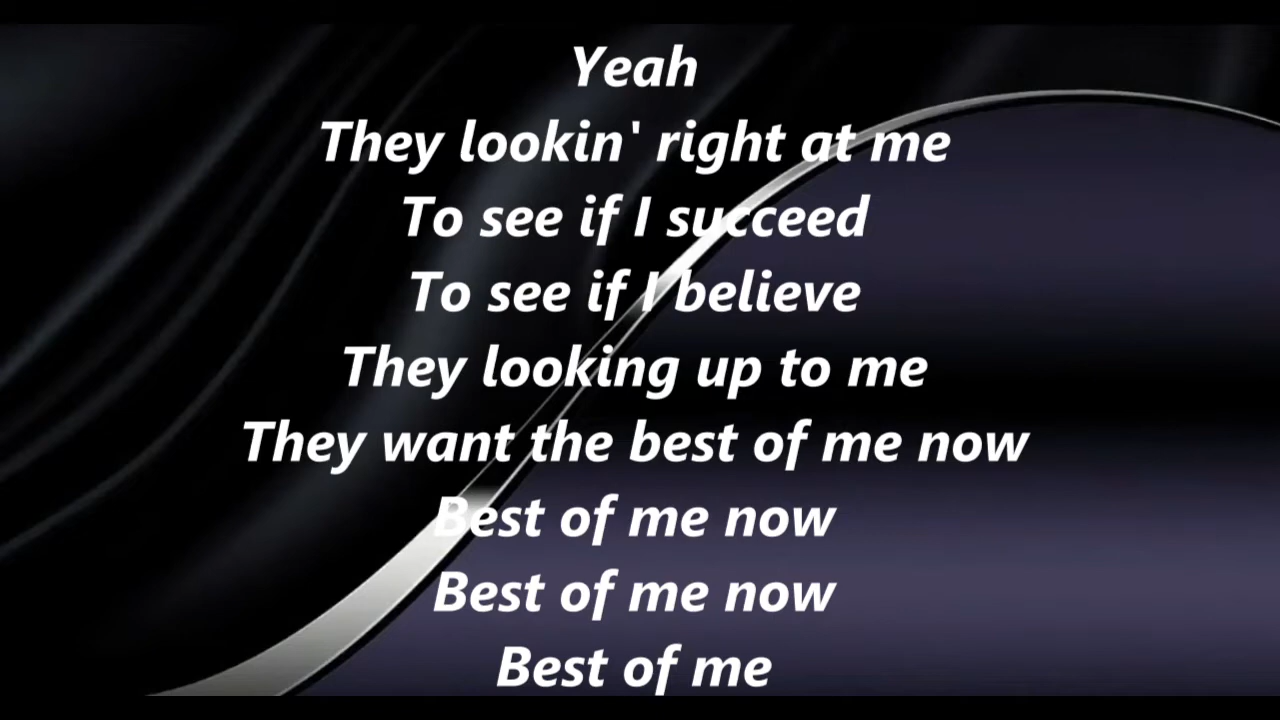 Yeah
They lookin' right at me
To see if I succeed
To see if I believe
They looking up to me
They want the best of me now
Best of me now
Best of me now
Best of me